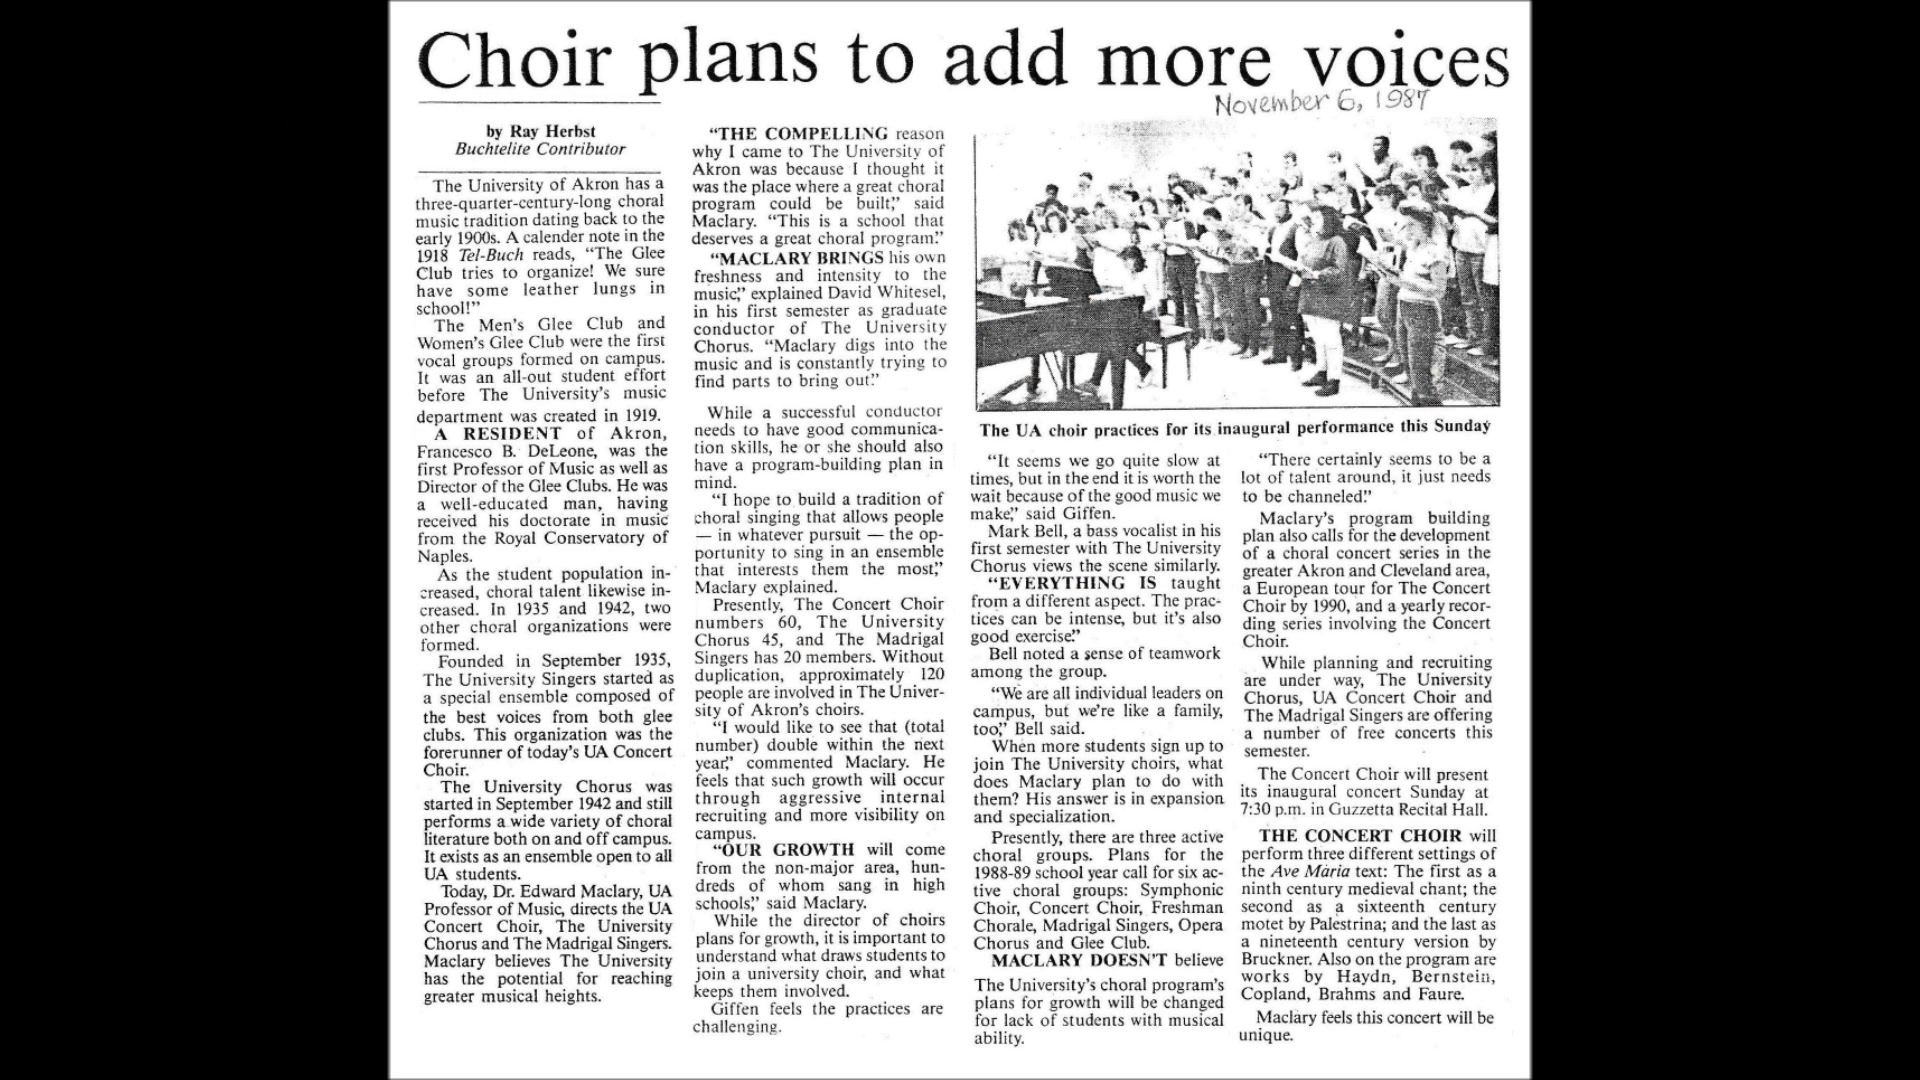 Choir plans to add more voices
November 6, 1987
by Ray Herbst
Buchtelite Contributor
The University of Akron has a
three-quarter-century-long choral
music tradition dating back to the
early 1900s. A calender note in the
1918 Tel-Buch reads, “The Glee
Club tries to organize! We sure
have some leather lungs in
school!”
The Men’s Glee Club and
Women’s Glee Club were the first
vocal groups formed on campus.
It was an all-out student effort
before The University’s music
department was created in 1919.
A RESIDENT of Akron,
Francesco B. DeLeone, was the
first Professor of Music as well as
Director of the Glee Clubs. He was
a well-educated man, having
received his doctorate in music
from the Royal Conservatory of
Naples.
As the student population in-
creased, choral talent likewise in-
creased. In 1935 and 1942, two
other choral organizations were
formed.
Founded in September 1935,
The University Singers started as
a special ensemble composed of
the best voices from both glee
clubs. This organization was the
forerunner of today’s UA Concert
Choir.
The University Chorus was
started in September 1942 and still
performs a wide variety of choral
literature both on and off campus.
It exists as an ensemble open to all
UA students.
Today, Dr. Edward Maclary, UA
Professor of Music, directs the UA
Concert Choir, The University
Chorus and The Madrigal Singers.
Maclary believes The University
has the potential for reaching
greater musical heights.
“THE COMPELLING reason
why I came to The University of
Akron was because I thought it
was the place where a great choral
program could be built,” said
Maclary. “This is a school that
deserves a great choral program.”
“MACLARY BRINGS his own
freshness and intensity to the
music,” explained David Whitesel,
in his first semester as graduate
conductor of The University
Chorus. “Maclary digs into the
music and is constantly trying to
find parts to bring out.”
While a successful conductor
needs to have good communica-
tion skills, he or she should also
have a program-building plan in
mind.
“I hope to build a tradition of
choral singing that allows people
— in whatever pursuit — the op-
portunity to sing in an ensemble
that interests them the most,”
Maclary explained.
Presently, The Concert Choir
numbers 60, The University
Chorus 45, and The Madrigal
Singers has 20 members. Without
duplication, approximately 120
people are involved in The Univer-
sity of Akron’s choirs.
“I would like to see that (total
number) double within the next
year,” commented Maclary. He
feels that such growth will occur
through aggressive internal
recruiting and more visibility on
campus.
“OUR GROWTH will come
from the non-major area, hun-
dreds of whom sang in high
schools,” said Maclary.
While the director of choirs
plans for growth, it is important to
understand what draws students to
join a university choir, and what
keeps them involved.
Giffen feels the practices are
challenging.
The UA choir practices for its inaugural performance this Sunday
“It seems we go quite slow at
times, but in the end it is worth the
wait because of the good music we
make,” said Giffen.
Mark Bell, a bass vocalist in his
first semester with The University
Chorus views the scene similarly.
“EVERYTHING IS taught
from a different aspect. The prac-
tices can be intense, but it’s also
good exercise.”
Bell noted a sense of teamwork
among the group.
“We are all individual leaders on
campus, but we’re like a family,
too,” Bell said.
When more students sign up to
join The University choirs, what
does Maclary plan to do with
them? His answer is in expansion
and specialization.
Presently, there are three active
choral groups. Plans for the
1988-89 school year call for six ac-
tive choral groups: Symphonic
Choir, Concert Choir, Freshman
Chorale, Madrigal Singers, Opera
Chorus and Glee Club.
MACLARY DOESN’T believe
The University’s choral program’s
plans for growth will be changed
for lack of students with musical
ability.
“There certainly seems to be a
lot of talent around, it just needs
to be channeled.”
Maclary’s program building
plan also calls for the development
of a choral concert series in the
greater Akron and Cleveland area,
a European tour for The Concert
Choir by 1990, and a yearly recor-
ding series involving the Concert
Choir.
While planning and recruiting
are under way, The University
Chorus, UA Concert Choir and
The Madrigal Singers are offering
a number of free concerts this
semester.
The Concert Choir will present
its inaugural concert Sunday at
7:30 p.m. in Guzzetta Recital Hall.
THE CONCERT CHOIR will
perform three different settings of
the Ave Maria text: The first as a
ninth century medieval chant; the
second as a sixteenth century
motet by Palestrina; and the last as
a nineteenth century version by
Bruckner. Also on the program are
works by Haydn, Bernstein,
Copland, Brahms and Faure.
Maclary feels this concert will be
unique.